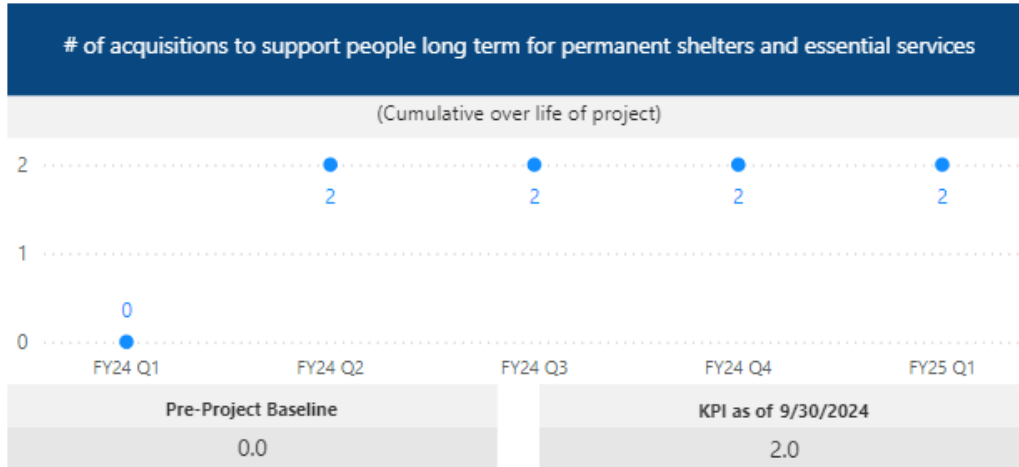 # of acquisitions to support people long term for permanent shelters and essential services
(Cumulative over life of project)
2
2 2 2 2
1
0
0
FY24 Q1 FY24 Q2 FY24 Q3 FY24 Q4 FY25 Q1
Pre-Project Baseline KPI as of 9/30/2024
0.0 2.0